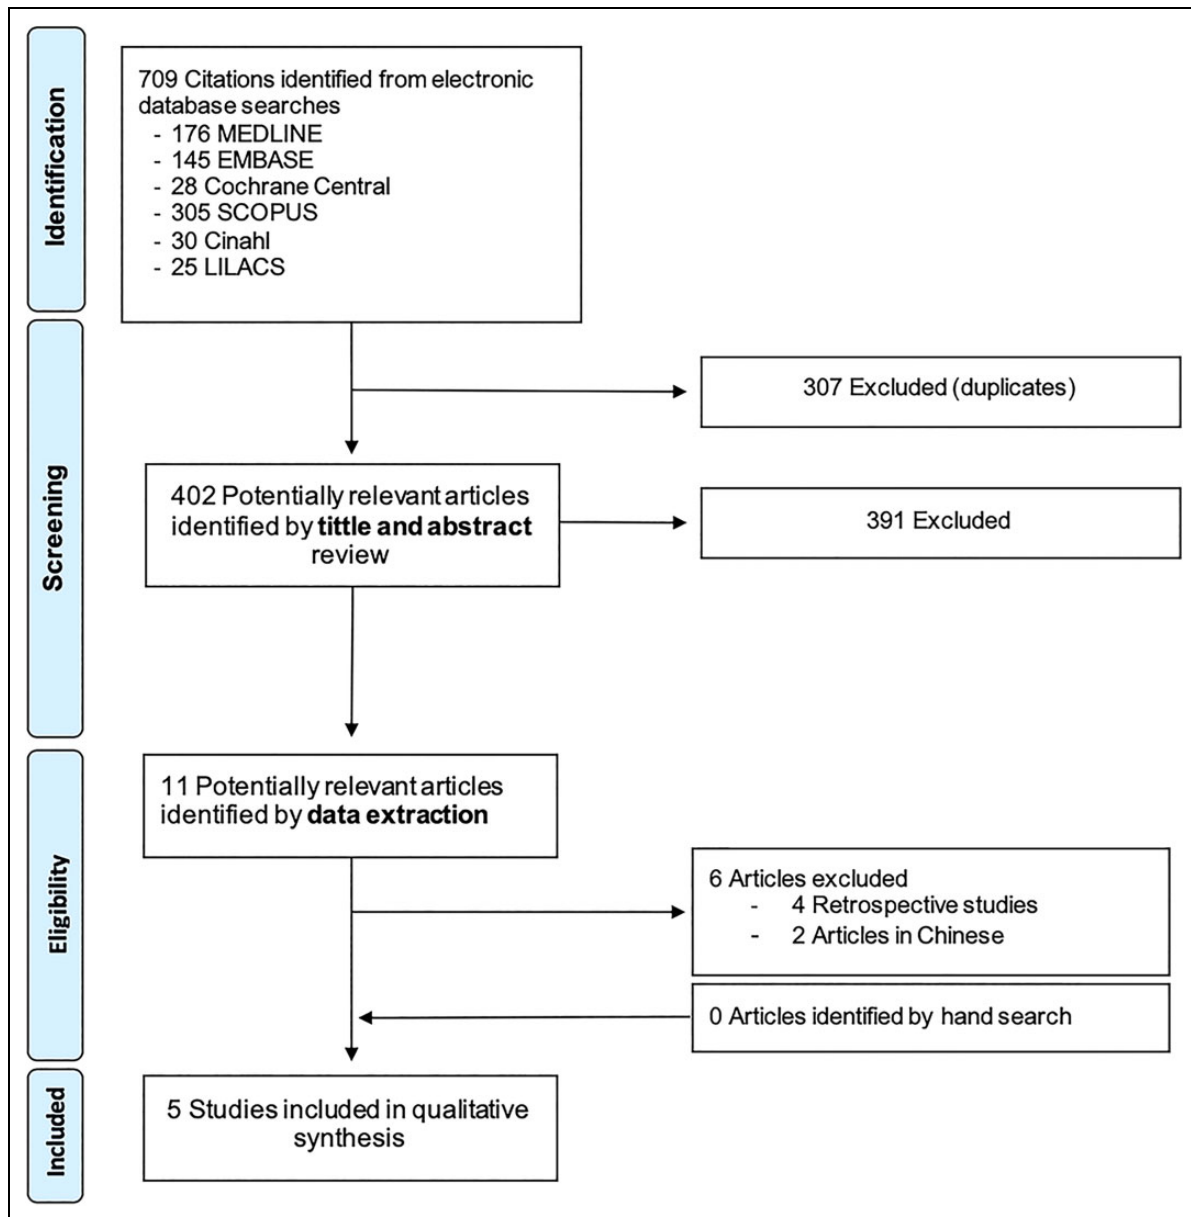 Identification
709 Citations identified from electronic
database searches
- 176 MEDLINE
- 145 EMBASE
- 28 Cochrane Central
- 305 SCOPUS
- 30 Cinahl
- 25 LILACS
Screening
307 Excluded (duplicates)
402 Potentially relevant articles
identified by tittle and abstract
review
391 Excluded
Eligibility
11 Potentially relevant articles
identified by data extraction
6 Articles excluded
- 4 Retrospective studies
- 2 Articles in Chinese
0 Articles identified by hand search
Included
5 Studies included in qualitative
synthesis